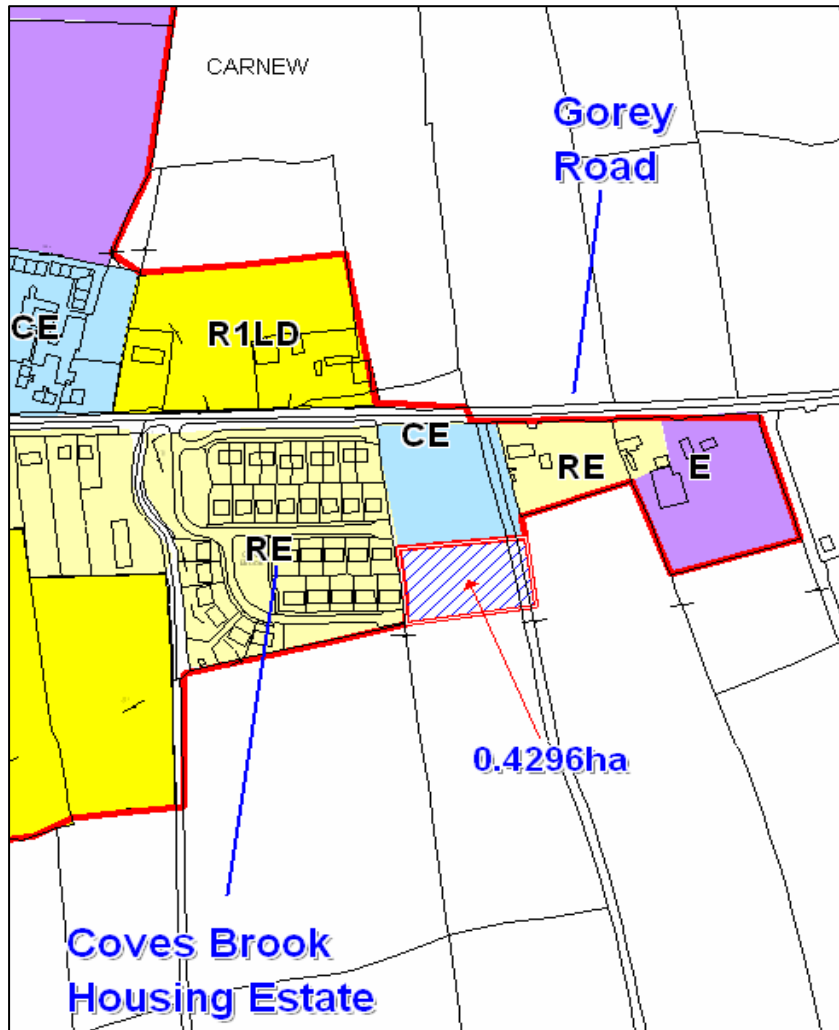 CARNEW
Gorey
Road
CE
R1LD
CE
RE
E
RE
0.4296ha
Coves Brook
Housing Estate